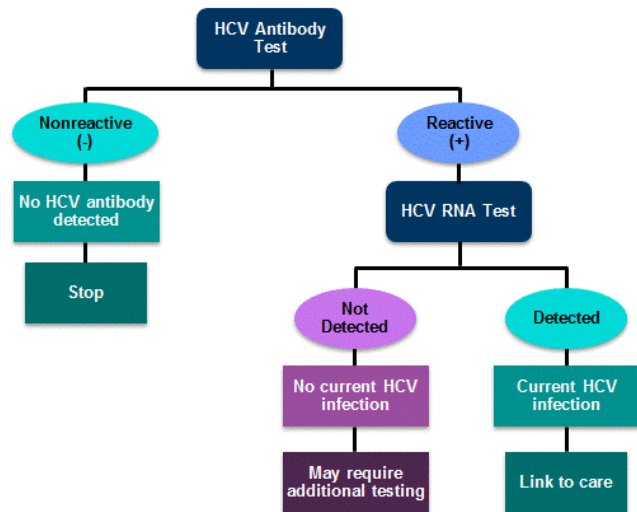 HCV Antibody
Test
Nonreactive
(-)
Reactive
(+)
No HCV antibody
detected
HCV RNA Test
Stop
Not
Detected
Detected
No current HCV
infection
Current HCV
infection
May require
additional testing
Link to care